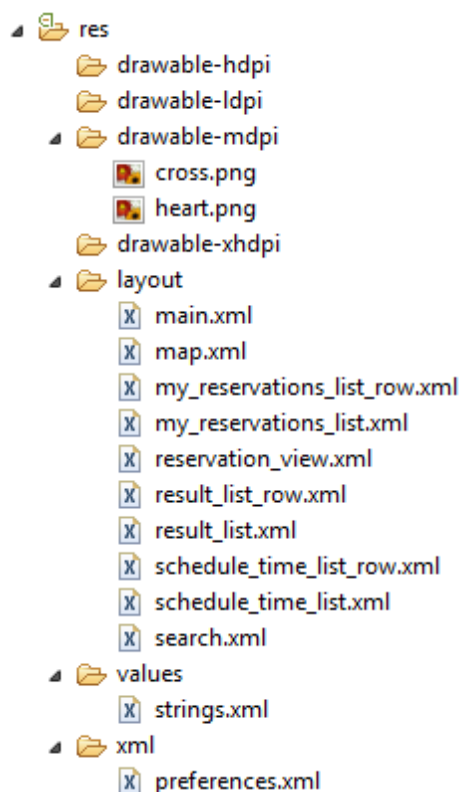 res
drawable-hdpi
drawable-ldpi
drawable-mdpi
cross.png
heart.png
drawable-xhdpi
layout
main.xml
map.xml
my_reservations_list_row.xml
my_reservations_list.xml
reservation_view.xml
result_list_row.xml
result_list.xml
schedule_time_list_row.xml
schedule_time_list.xml
search.xml
values
strings.xml
xml
preferences.xml